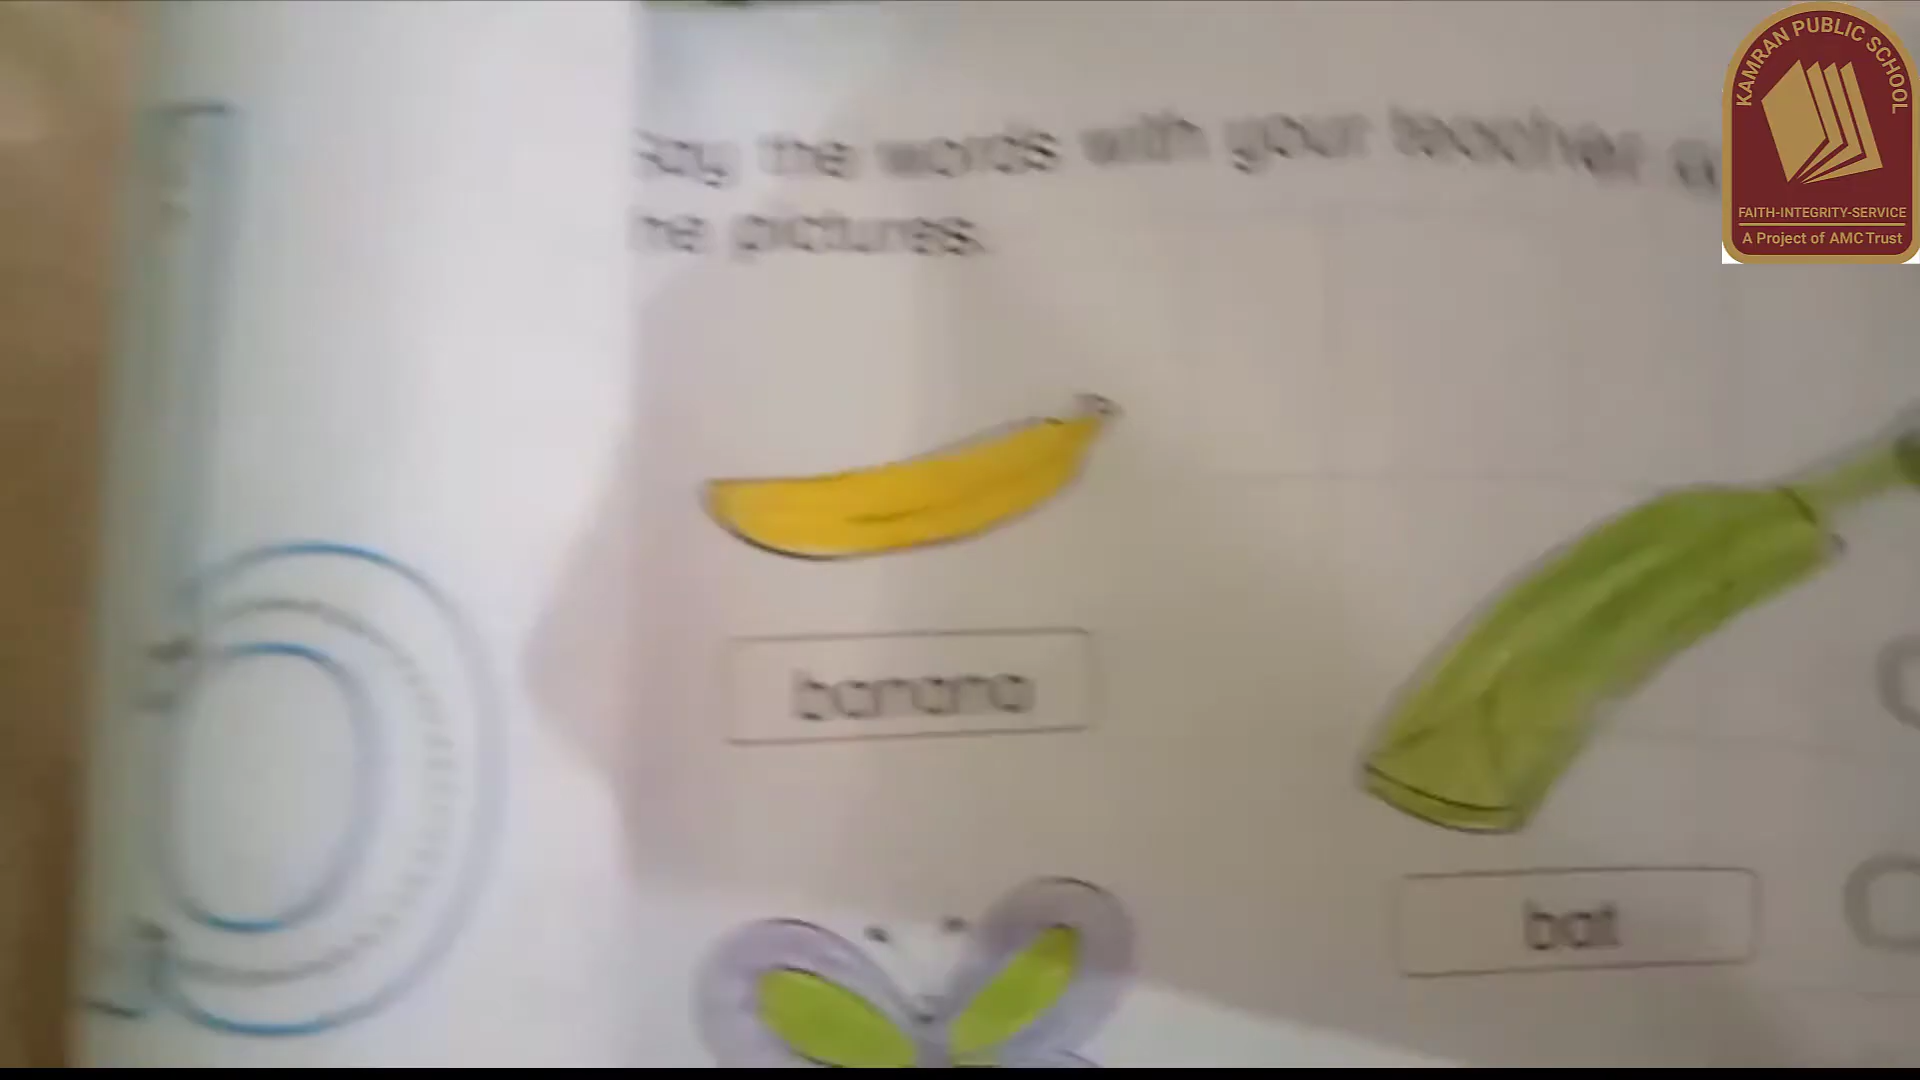 Say the words with your teacher
he pictures.
banana
bat
KAMRAN PUBLIC SCHOOL
FAITH-INTEGRITY-SERVICE
A Project of AMC Trust